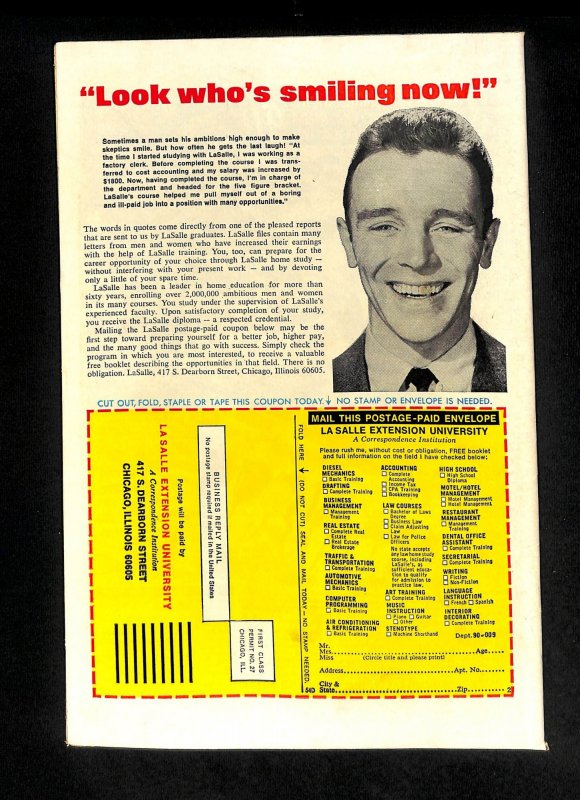 “Look who’s smiling now!”
Sometimes a man sets his ambitions high enough to make
skeptics smile. But how often he gets the last laugh! “At
the time I started studying with LaSalle, I was working as a
factory clerk. Before completing the course I was trans-
ferred to cost accounting and my salary was increased by
$1800. Now, having completed the course, I’m in charge of
the department and headed for the five figure bracket.
LaSalle’s course helped me pull myself out of a boring
and ill-paid job into a position with many opportunities.”
The words in quotes come directly from one of the pleased reports
that are sent to us by LaSalle graduates. LaSalle files contain many
letters from men and women who have increased their earnings
with the help of LaSalle training. You, too, can prepare for the
career opportunity of your choice through LaSalle home study —
without interfering with your present work — and by devoting
only a little of your spare time.
LaSalle has been a leader in home education for more than
sixty years, enrolling over 2,000,000 ambitious men and women
in its many courses. You study under the supervision of LaSalle’s
experienced faculty. Upon satisfactory completion of your study,
you receive the LaSalle diploma — a respected credential.
Mailing the LaSalle postage-paid coupon below may be the
first step toward preparing yourself for a better job, higher pay,
and the many good things that go with success. Simply check the
program in which you are most interested, to receive a valuable
free booklet describing the opportunities in that field. There is no
obligation. LaSalle, 417 S. Dearborn Street, Chicago, Illinois 60605.
CUT OUT, FOLD, STAPLE OR TAPE THIS COUPON TODAY. NO STAMP OR ENVELOPE IS NEEDED.
BUSINESS REPLY MAIL
No postage stamp required if mailed in the United States
FIRST CLASS
PERMIT NO. 27
CHICAGO, ILL.
Postage will be paid by
LA SALLE EXTENSION UNIVERSITY
A Correspondence Institution
417 S. DEARBORN STREET
CHICAGO, ILLINOIS 60605
FOLD HERE (DO NOT CUT) SEAL AND MAIL TODAY — NO STAMP NEEDED.
MAIL THIS POSTAGE-PAID ENVELOPE
LA SALLE EXTENSION UNIVERSITY
A Correspondence Institution
Please rush me, without cost or obligation, FREE booklet
and full information on the field I have checked below:
DIESEL
MECHANICS
Basic Training
DRAFTING
Complete Training
BUSINESS
MANAGEMENT
Management
Training
REAL ESTATE
Complete Real
Estate
Real Estate
Brokerage
TRAFFIC &
TRANSPORTATION
Complete Training
AUTOMOTIVE
MECHANICS
Basic Training
COMPUTER
PROGRAMMING
Basic Training
AIR CONDITIONING
& REFRIGERATION
Basic Training
ACCOUNTING
Complete
Accounting
Income Tax
CPA Training
Bookkeeping
LAW COURSES
Bachelor of Laws
Degree
Business Law
Claim Adjusting
Law
Law for Police
Officers
No state accepts
any law home study
course, including
LaSalle’s, as
sufficient educa-
tion to qualify
for admission to
practice law.
ART TRAINING
Complete Training
MUSIC
INSTRUCTION
Piano Guitar
Other
STENOTYPE
Machine Shorthand
HIGH SCHOOL
High School
Diploma
MOTEL/HOTEL
MANAGEMENT
Motel Management
Hotel Management
RESTAURANT
MANAGEMENT
Management
Training
DENTAL OFFICE
ASSISTANT
Complete Training
SECRETARIAL
Complete Training
WRITING
Fiction
Non-Fiction
LANGUAGE
INSTRUCTION
French Spanish
INTERIOR
DECORATING
Complete Training
Dept. 90-009
Mr.
Mrs. Age
Miss (Circle title and please print)
Address Apt. No.
City &
State Zip